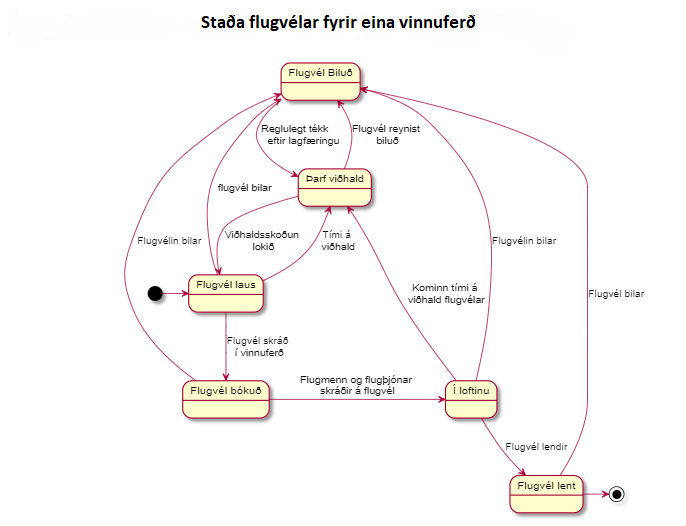 Staða flugvélar fyrir eina vinnuferð
Flugvél Biluð
Reglulegt tékk
eftir lagfæringu
Flugvél reynist
biluð
Þarf viðhald
flugvél bilar
Viðhaldsskoðun
lokið
Tími á
viðhald
Flugvélin bilar
Flugvélin bilar
Flugvél laus
Kominn tími á
viðhald flugvélar
Flugvél bilar
Flugvél skráð
í vinnuferð
Flugvél bókuð
Flugmenn og flugþjónar
skráðir á flugvél
Í loftinu
Flugvél lendir
Flugvél lent